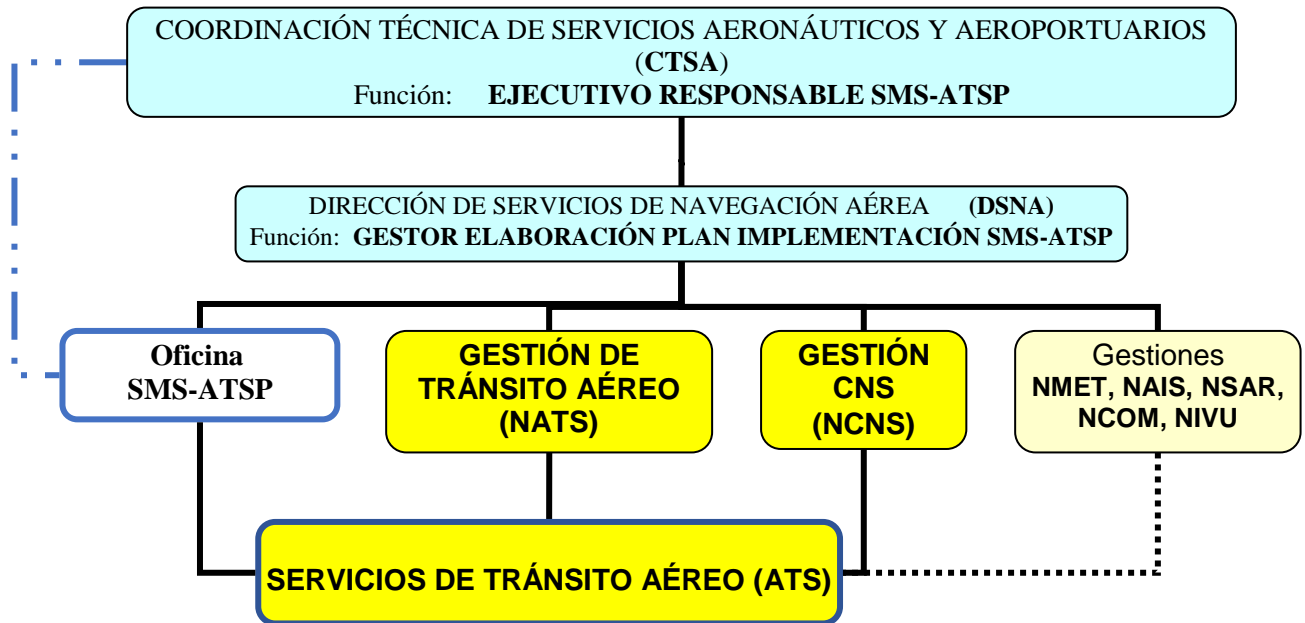 COORDINACIÓN TÉCNICA DE SERVICIOS AERONÁUTICOS Y AEROPORTUARIOS
(CTSA)
Función: EJECUTIVO RESPONSABLE SMS-ATSP
DIRECCIÓN DE SERVICIOS DE NAVEGACIÓN AÉREA (DSNA)
Función: GESTOR ELABORACIÓN PLAN IMPLEMENTACIÓN SMS-ATSP
Oficina
SMS-ATSP
GESTIÓN DE
TRÁNSITO AÉREO
(NATS)
GESTIÓN
CNS
(NCNS)
Gestiones
NMET, NAIS, NSAR,
NCOM, NIVU
SERVICIOS DE TRÁNSITO AÉREO (ATS)